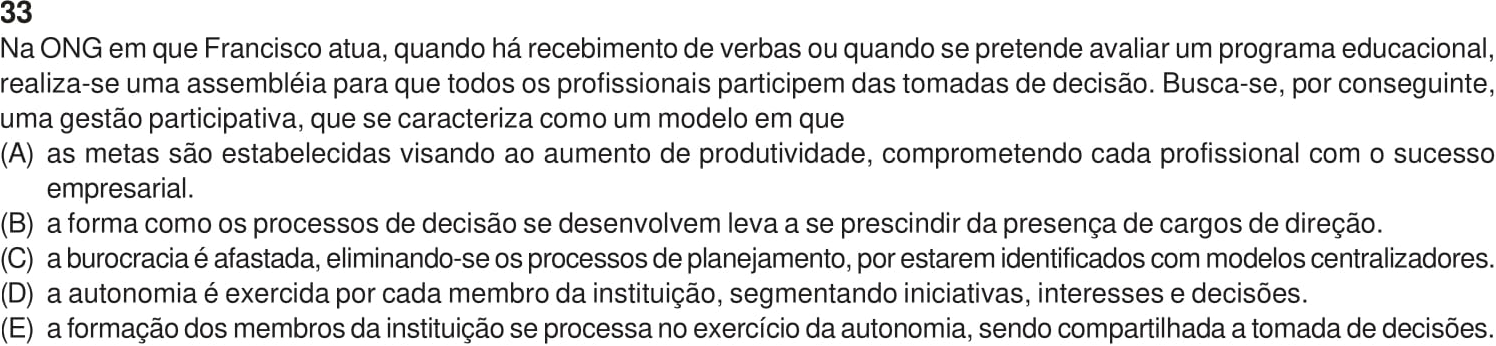 33
Na ONG em que Francisco atua, quando há recebimento de verbas ou quando se pretende avaliar um programa educacional,
realiza-se uma assembléia para que todos os profissionais participem das tomadas de decisão. Busca-se, por conseguinte,
uma gestão participativa, que se caracteriza como um modelo em que
(A) as metas são estabelecidas visando ao aumento de produtividade, comprometendo cada profissional com o sucesso
empresarial.
(B) a forma como os processos de decisão se desenvolvem leva a se prescindir da presença de cargos de direção.
(C) a burocracia é afastada, eliminando-se os processos de planejamento, por estarem identificados com modelos centralizadores.
(D) a autonomia é exercida por cada membro da instituição, segmentando iniciativas, interesses e decisões.
(E) a formação dos membros da instituição se processa no exercício da autonomia, sendo compartilhada a tomada de decisões.